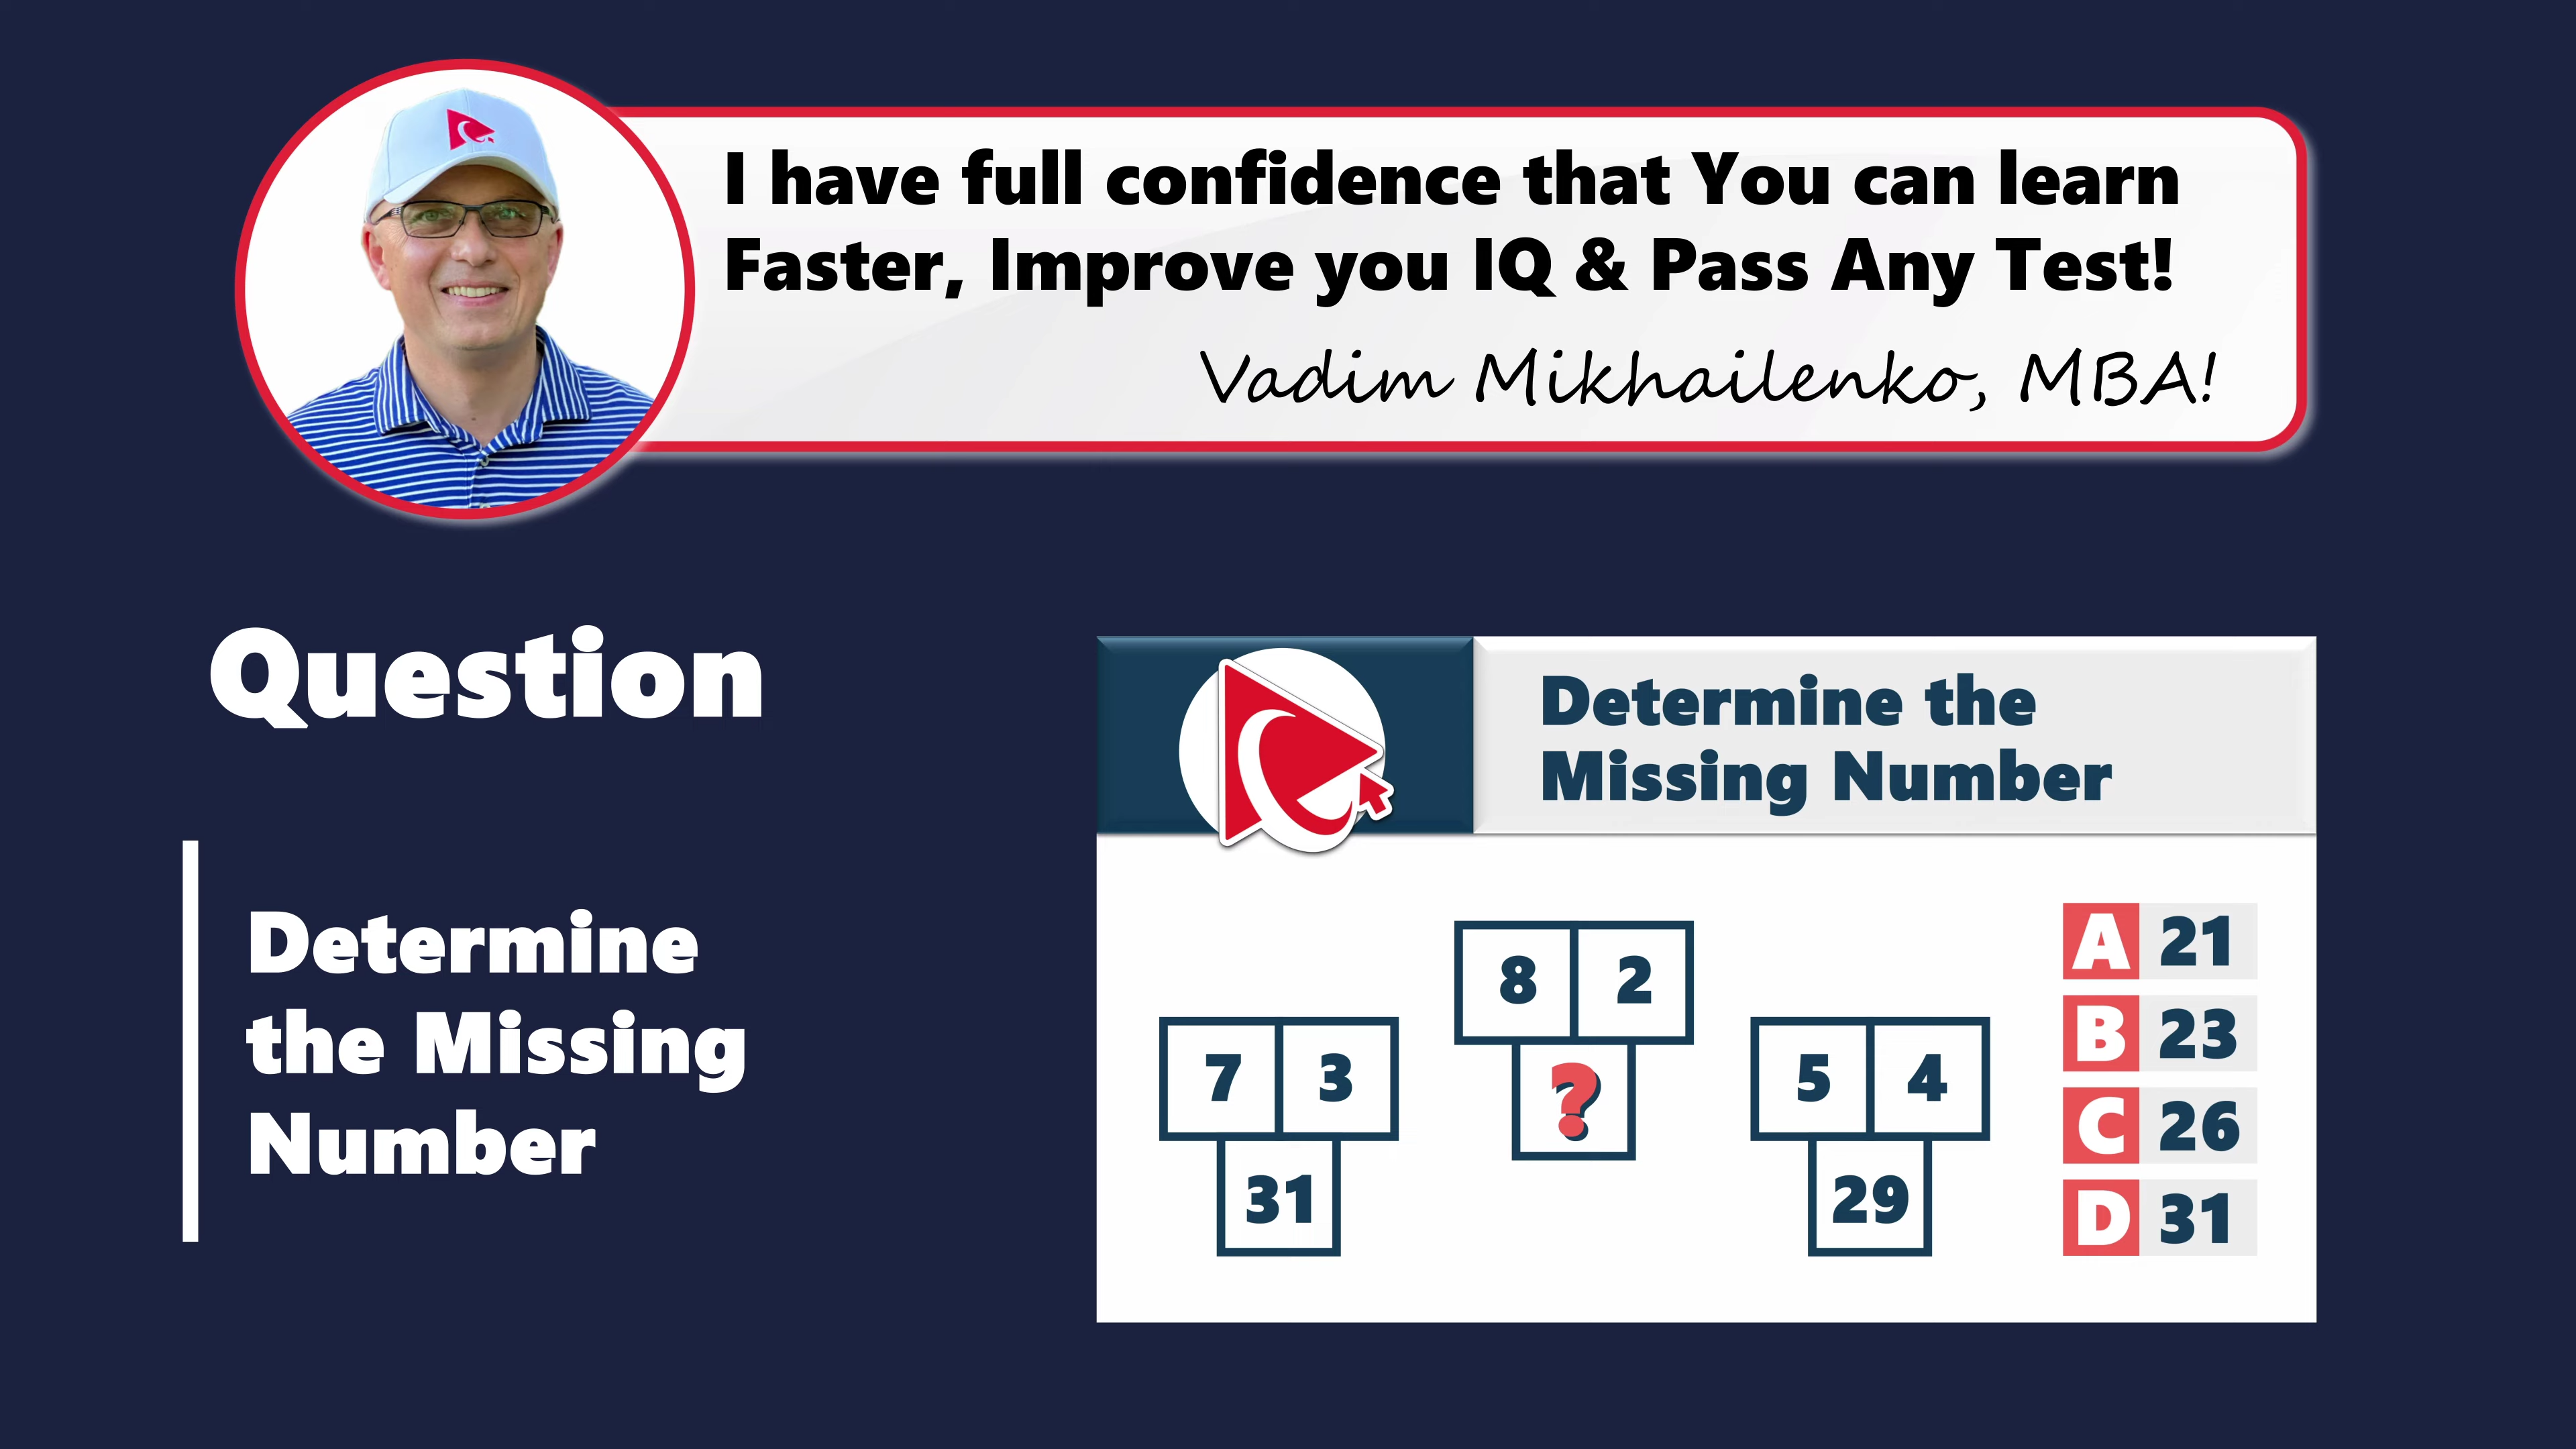 I have full confidence that You can learn
Faster, Improve you IQ & Pass Any Test!
Vadim Mikhailenko, MBA!
Question
Determine
the Missing
Number
Determine the
Missing Number
8 2
?
7 3
31
5 4
29
A 21
B 23
C 26
D 31